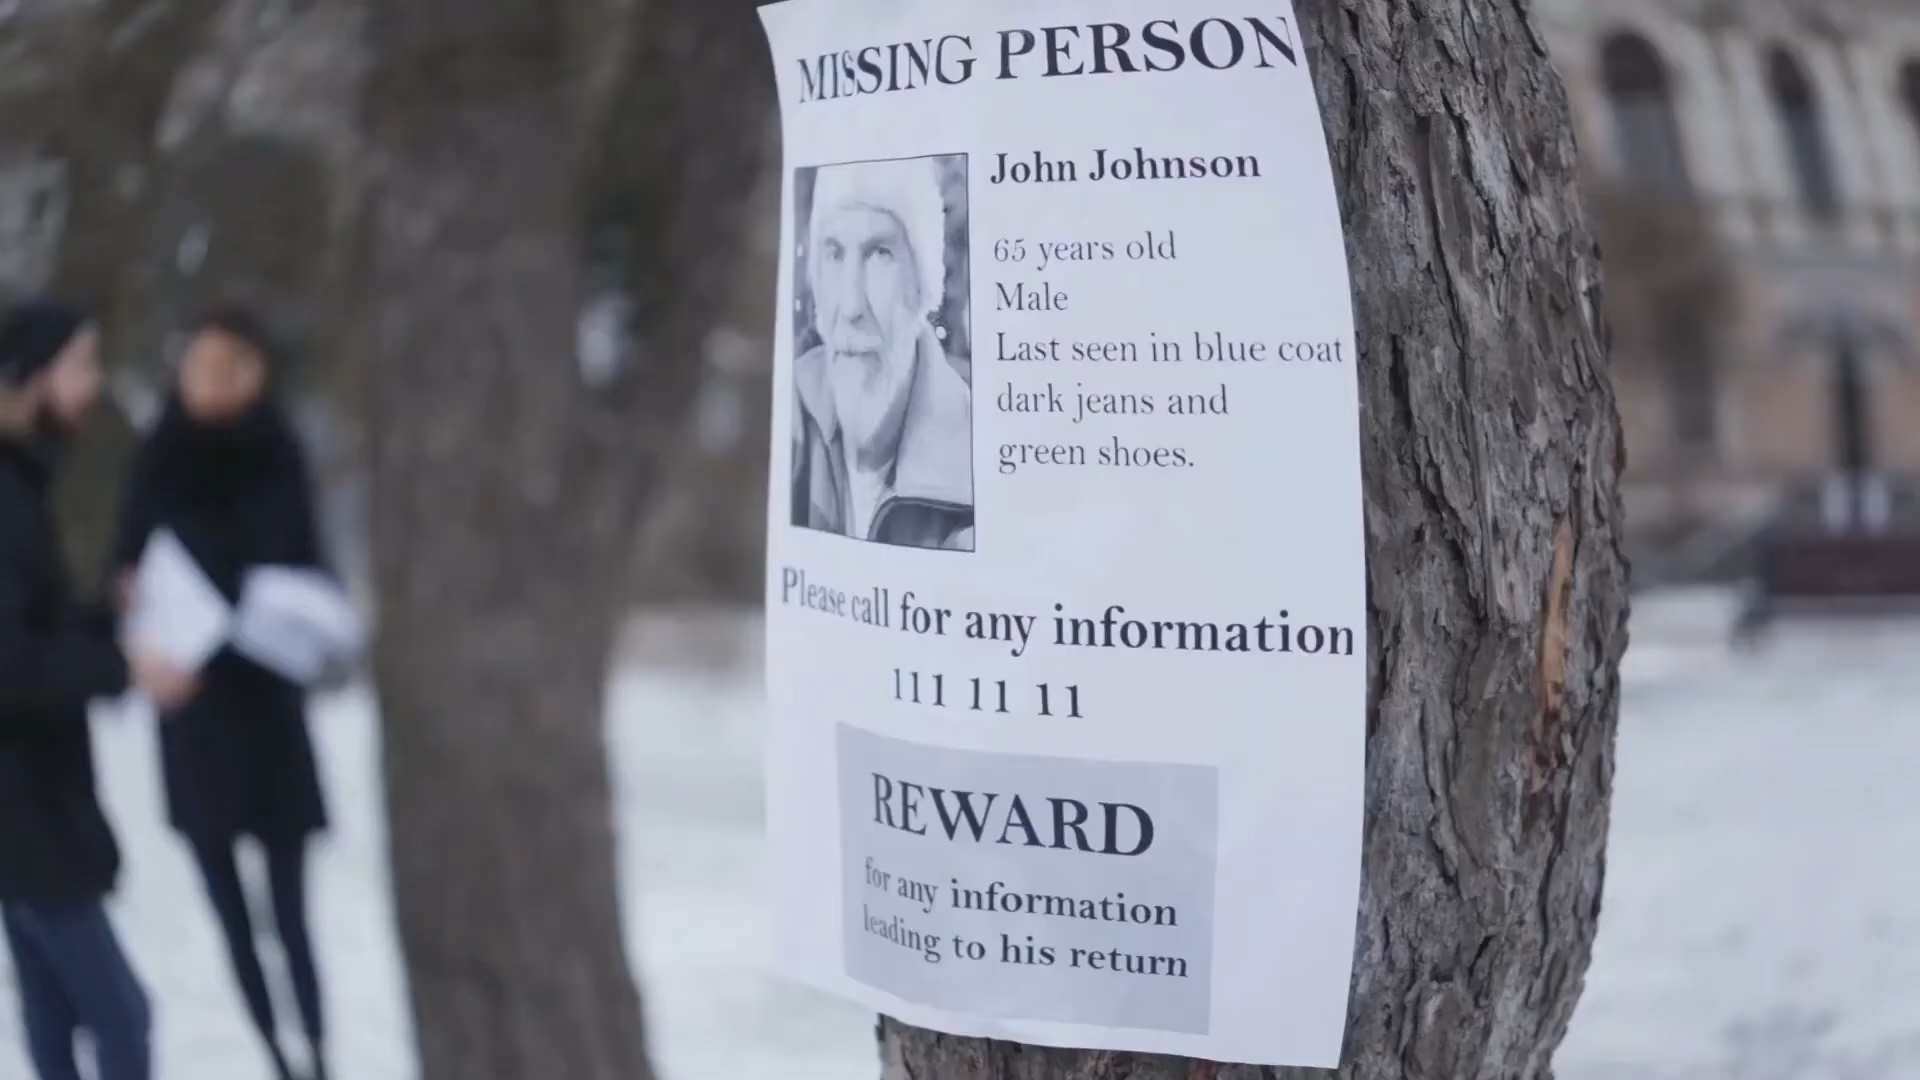 MISSING PERSON
John Johnson
65 years old
Male
Last seen in blue coat
dark jeans and
green shoes.
Please call for any information
111 11 11
REWARD
for any information
leading to his return